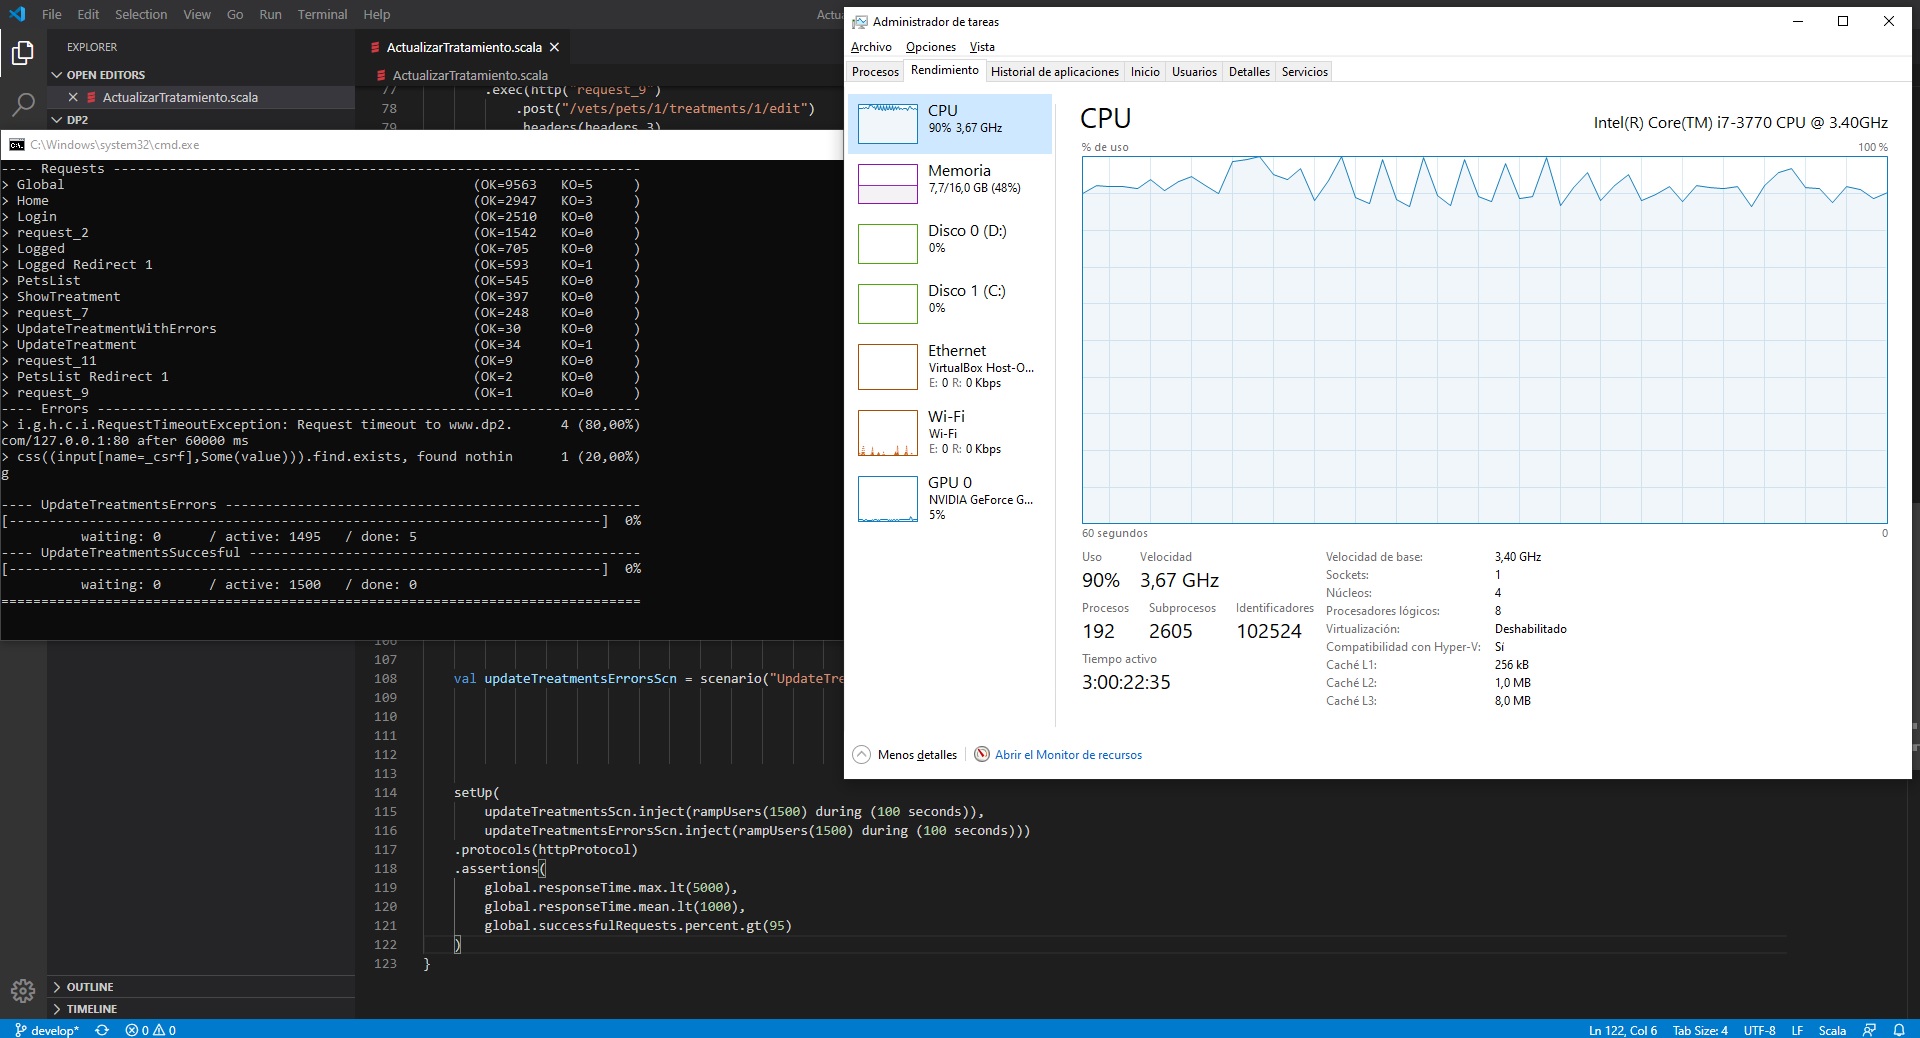 File Edit Selection View Go Run Terminal Help
Actu
EXPLORER
OPEN EDITORS
ActualizarTratamiento.scala
DP2
ActualizarTratamiento.scala
ActualizarTratamiento.scala
77 .exec(http("request_9")
78 .post("/vets/pets/1/treatments/1/edit")
79 .headers(headers_3)
C:\Windows\system32\cmd.exe
---- Requests ------------------------------------------------------------------
> Global (OK=9563 KO=5 )
> Home (OK=2947 KO=3 )
> Login (OK=2510 KO=0 )
> request_2 (OK=1542 KO=0 )
> Logged (OK=705 KO=0 )
> Logged Redirect 1 (OK=593 KO=1 )
> PetsList (OK=545 KO=0 )
> ShowTreatment (OK=397 KO=0 )
> request_7 (OK=248 KO=0 )
> UpdateTreatmentWithErrors (OK=30 KO=0 )
> UpdateTreatment (OK=34 KO=1 )
> request_11 (OK=9 KO=0 )
> PetsList Redirect 1 (OK=2 KO=0 )
> request_9 (OK=1 KO=0 )
---- Errors --------------------------------------------------------------------
> i.g.h.c.i.RequestTimeoutException: Request timeout to www.dp2. 4 (80,00%)
com/127.0.0.1:80 after 60000 ms
> css((input[name=_csrf],Some(value))).find.exists, found nothin 1 (20,00%)
g
---- UpdateTreatmentsErrors ----------------------------------------------------
[--------------------------------------------------------------------------] 0%
waiting: 0 / active: 1495 / done: 5
---- UpdateTreatmentsSuccesful -------------------------------------------------
[--------------------------------------------------------------------------] 0%
waiting: 0 / active: 1500 / done: 0
================================================================================
106
107
108 val updateTreatmentsErrorsScn = scenario("UpdateTre
109
110
111
112
113
114 setUp(
115 updateTreatmentsScn.inject(rampUsers(1500) during (100 seconds)),
116 updateTreatmentsErrorsScn.inject(rampUsers(1500) during (100 seconds)))
117 .protocols(httpProtocol)
118 .assertions(
119 global.responseTime.max.lt(5000),
120 global.responseTime.mean.lt(1000),
121 global.successfulRequests.percent.gt(95)
122 )
123 }
OUTLINE
TIMELINE
develop* 0 0
Ln 122, Col 6 Tab Size: 4 UTF-8 LF Scala
Administrador de tareas
Archivo Opciones Vista
Procesos Rendimiento Historial de aplicaciones Inicio Usuarios Detalles Servicios
CPU
90% 3,67 GHz
Memoria
7,7/16,0 GB (48%)
Disco 0 (D:)
0%
Disco 1 (C:)
0%
Ethernet
VirtualBox Host-O...
E: 0 R: 0 Kbps
Wi-Fi
Wi-Fi
E: 0 R: 0 Kbps
GPU 0
NVIDIA GeForce G...
5%
CPU
Intel(R) Core(TM) i7-3770 CPU @ 3.40GHz
% de uso 100 %
60 segundos 0
Uso Velocidad
90% 3,67 GHz
Procesos Subprocesos Identificadores
192 2605 102524
Tiempo activo
3:00:22:35
Velocidad de base: 3,40 GHz
Sockets: 1
Núcleos: 4
Procesadores lógicos: 8
Virtualización: Deshabilitado
Compatibilidad con Hyper-V: Sí
Caché L1: 256 kB
Caché L2: 1,0 MB
Caché L3: 8,0 MB
Menos detalles Abrir el Monitor de recursos